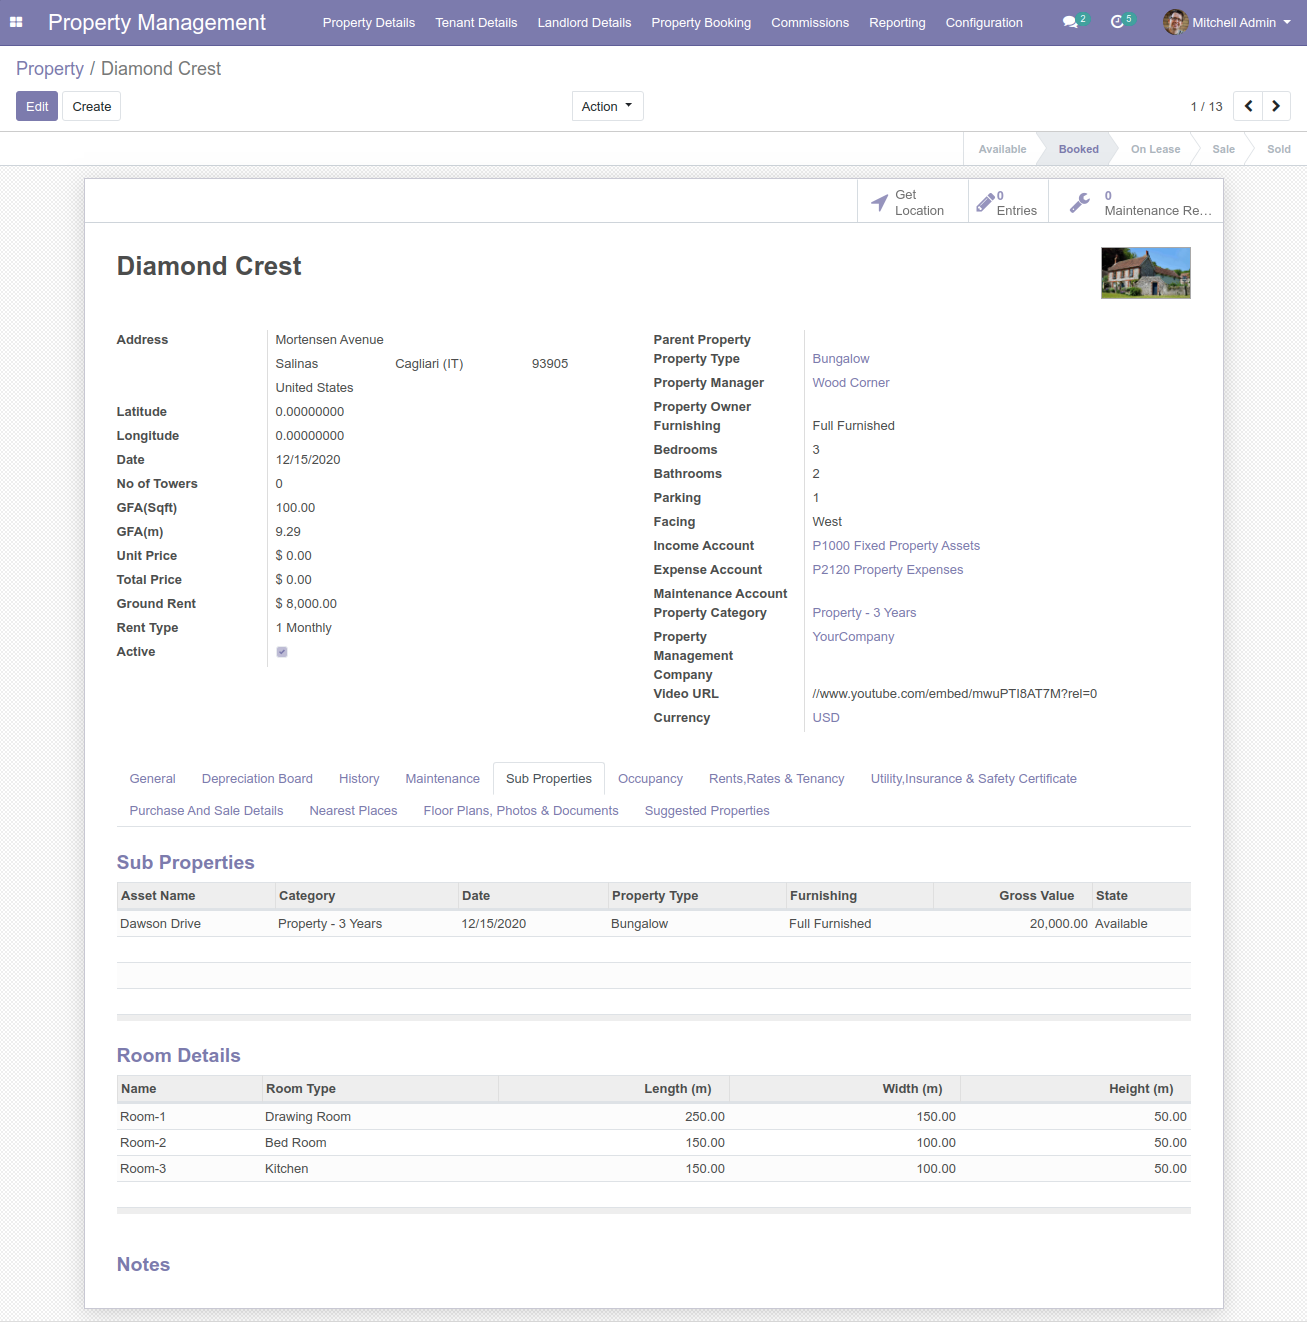 Property Management
Property Details Tenant Details Landlord Details Property Booking Commissions Reporting Configuration 2 5 Mitchell Admin
Property / Diamond Crest
Edit Create Action 1 / 13
Available Booked On Lease Sale Sold
Get Location 0 Entries 0 Maintenance Re...
Diamond Crest
Address Mortensen Avenue
Salinas Cagliari (IT) 93905
United States
Latitude 0.00000000
Longitude 0.00000000
Date 12/15/2020
No of Towers 0
GFA(Sqft) 100.00
GFA(m) 9.29
Unit Price $ 0.00
Total Price $ 0.00
Ground Rent $ 8,000.00
Rent Type 1 Monthly
Active
Parent Property
Property Type Bungalow
Property Manager Wood Corner
Property Owner
Furnishing Full Furnished
Bedrooms 3
Bathrooms 2
Parking 1
Facing West
Income Account P1000 Fixed Property Assets
Expense Account P2120 Property Expenses
Maintenance Account
Property Category Property - 3 Years
Property YourCompany
Management
Company
Video URL //www.youtube.com/embed/mwuPTI8AT7M?rel=0
Currency USD
General Depreciation Board History Maintenance Sub Properties Occupancy Rents,Rates & Tenancy Utility,Insurance & Safety Certificate
Purchase And Sale Details Nearest Places Floor Plans, Photos & Documents Suggested Properties
Sub Properties
Asset Name Category Date Property Type Furnishing Gross Value State
Dawson Drive Property - 3 Years 12/15/2020 Bungalow Full Furnished 20,000.00 Available
Room Details
Name Room Type Length (m) Width (m) Height (m)
Room-1 Drawing Room 250.00 150.00 50.00
Room-2 Bed Room 150.00 100.00 50.00
Room-3 Kitchen 150.00 100.00 50.00
Notes